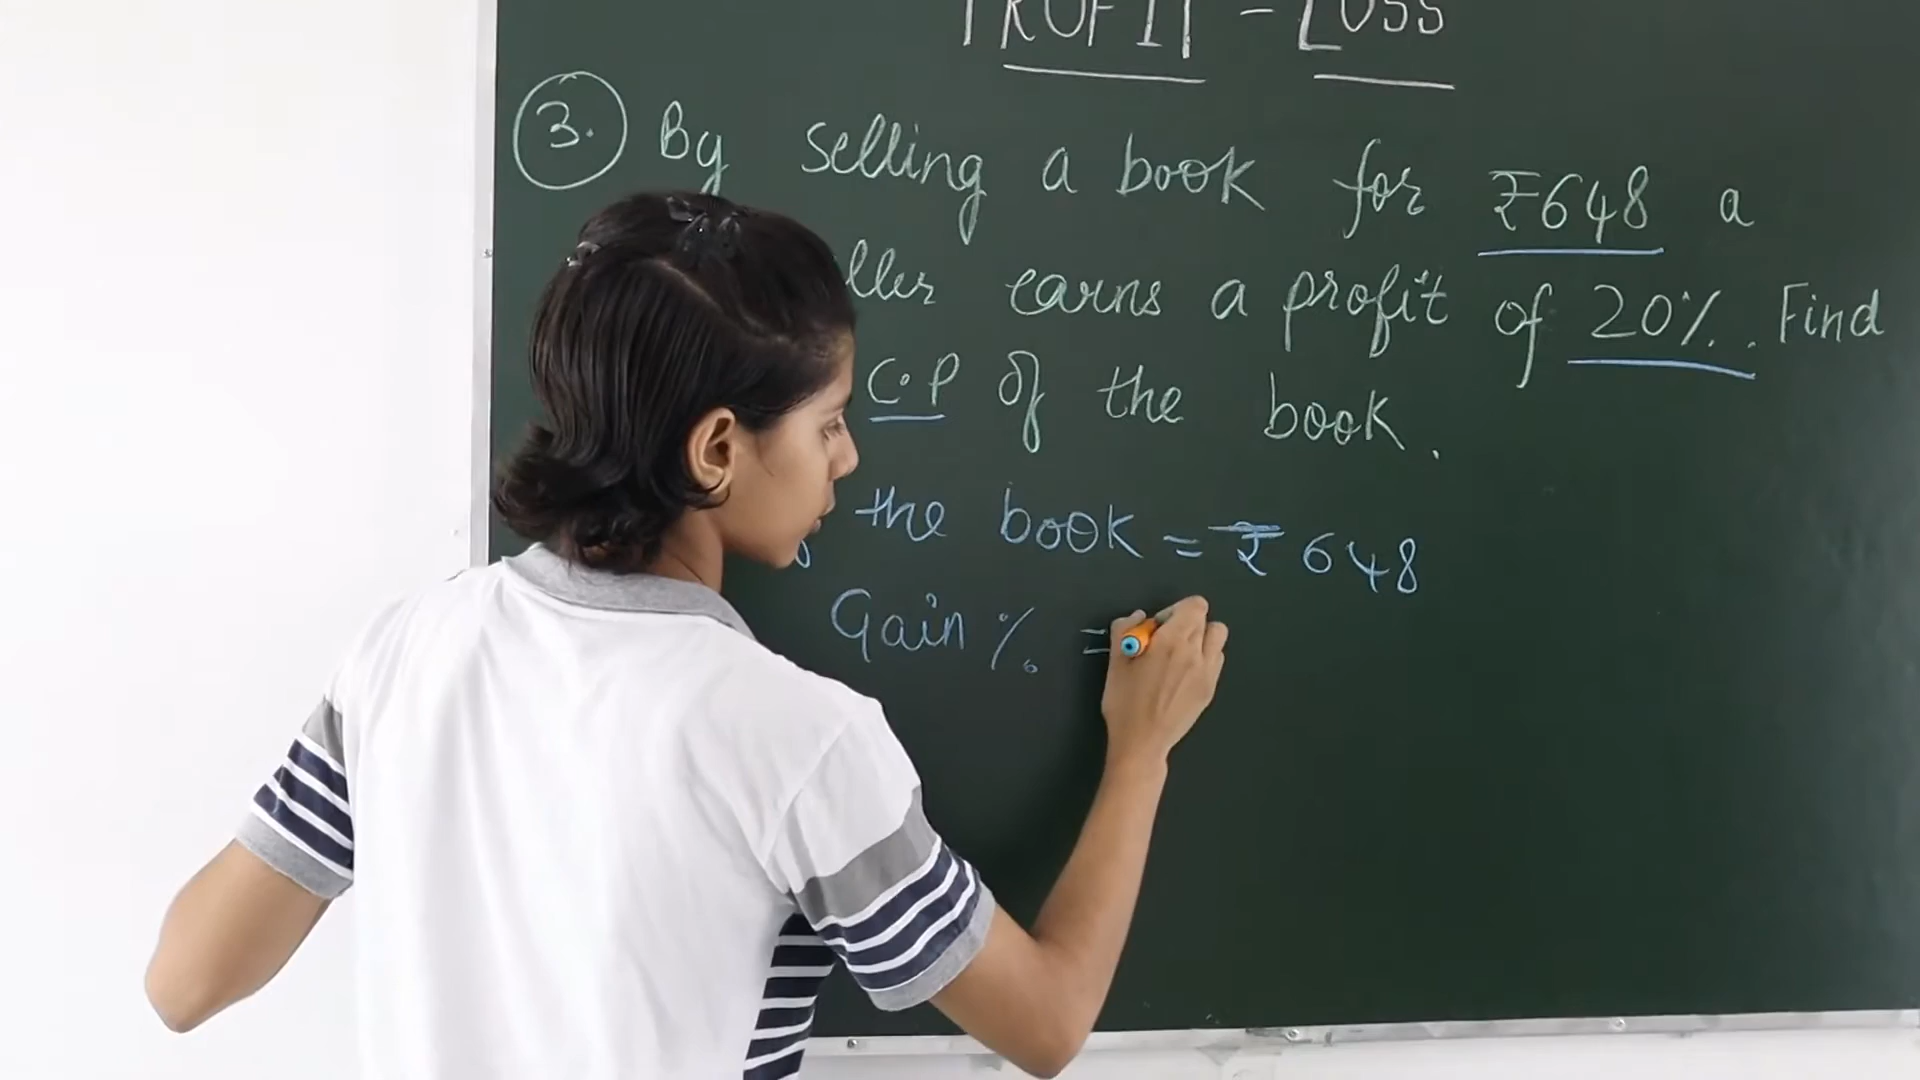 PROFIT - LOSS
3. By selling a book for ₹648 a
earns a profit of 20%. Find
C.P of the book.
the book = ₹ 648
Gain % =